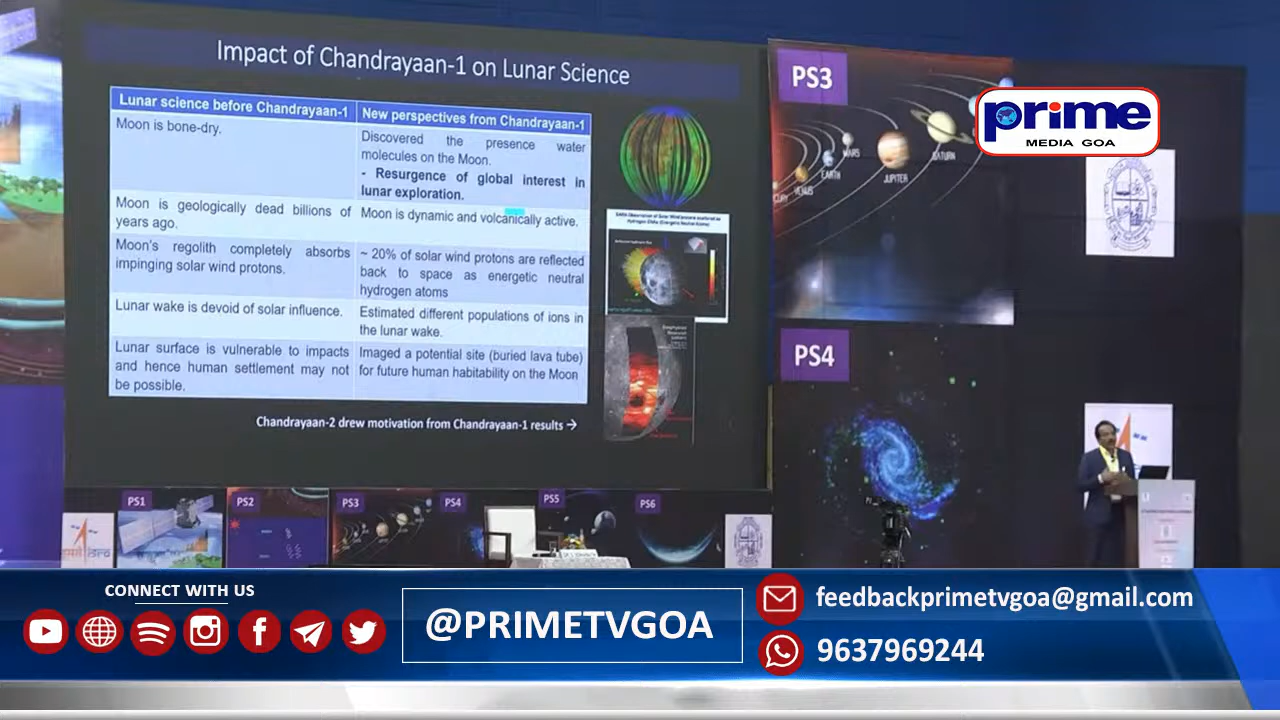 Impact of Chandrayaan-1 on Lunar Science
Lunar science before Chandrayaan-1
New perspectives from Chandrayaan-1
Moon is bone-dry.
Discovered the presence water
molecules on the Moon.
- Resurgence of global interest in
lunar exploration.
Moon is geologically dead billions of
years ago.
Moon is dynamic and volcanically active.
Moon's regolith completely absorbs
impinging solar wind protons.
~ 20% of solar wind protons are reflected
back to space as energetic neutral
hydrogen atoms
Lunar wake is devoid of solar influence.
Estimated different populations of ions in
the lunar wake.
Lunar surface is vulnerable to impacts
and hence human settlement may not
be possible.
Imaged a potential site (buried lava tube)
for future human habitability on the Moon
Chandrayaan-2 drew motivation from Chandrayaan-1 results →
PS3
MARS
EARTH
VENUS
JUPITER
SATURN
prime
MEDIA GOA
PS4
PS1
PS2
PS3
PS4
PS5
PS6
isro
CONNECT WITH US
@PRIMETVGOA
feedbackprimetvgoa@gmail.com
9637969244